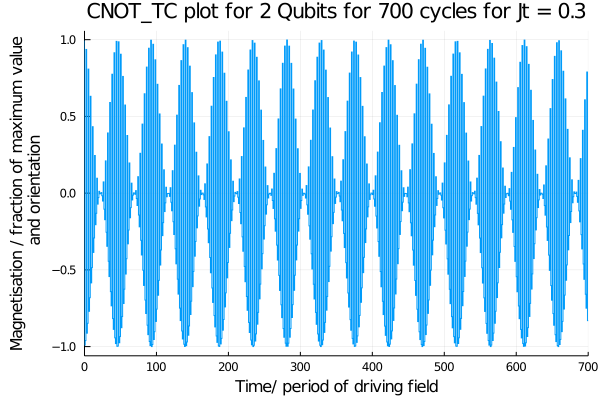 CNOT_TC plot for 2 Qubits for 700 cycles for Jt = 0.3
Magnetisation / fraction of maximum value
and orientation
1.0
0.5
0.0
−0.5
−1.0
0 100 200 300 400 500 600 700
Time/ period of driving field